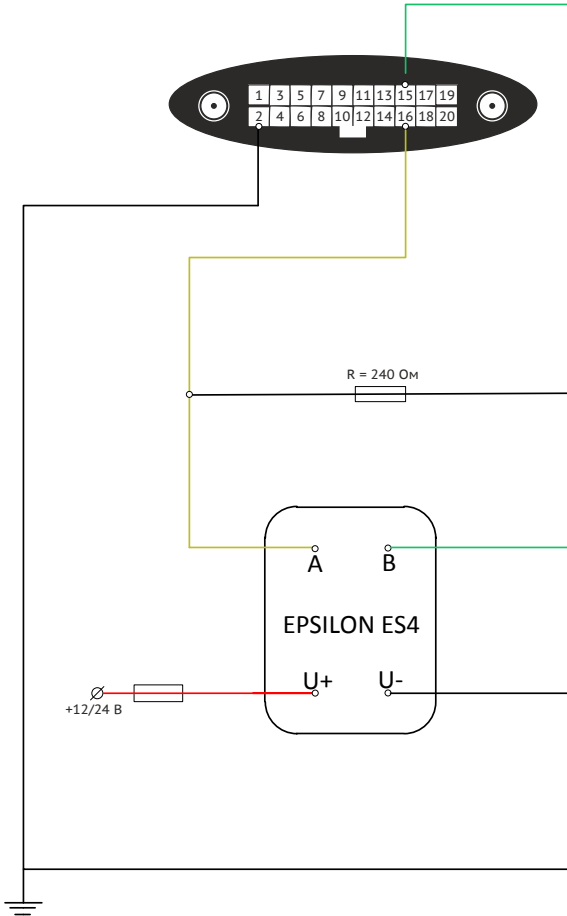 1 3 5 7 9 11 13 15 17 19
2 4 6 8 10 12 14 16 18 20
R = 240 Ом
A B
EPSILON ES4
U+ U-
+12/24 В